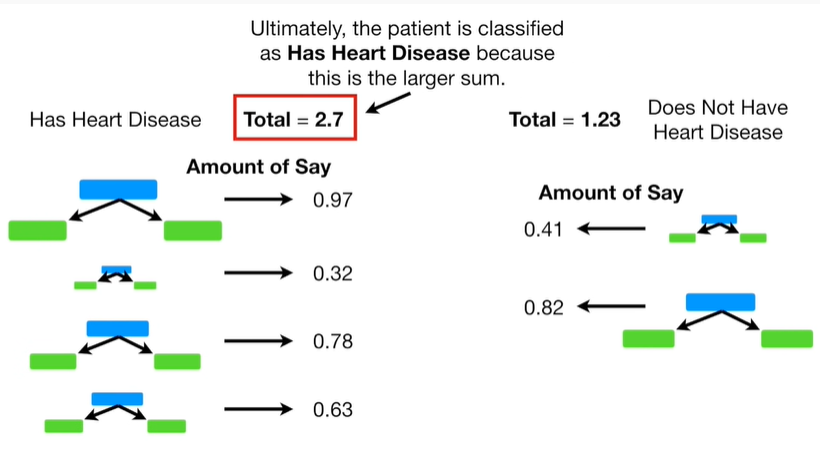 Ultimately, the patient is classified
as Has Heart Disease because
this is the larger sum.
Has Heart Disease
Total = 2.7
Total = 1.23
Does Not Have
Heart Disease
Amount of Say
0.97
0.32
0.78
0.63
Amount of Say
0.41
0.82